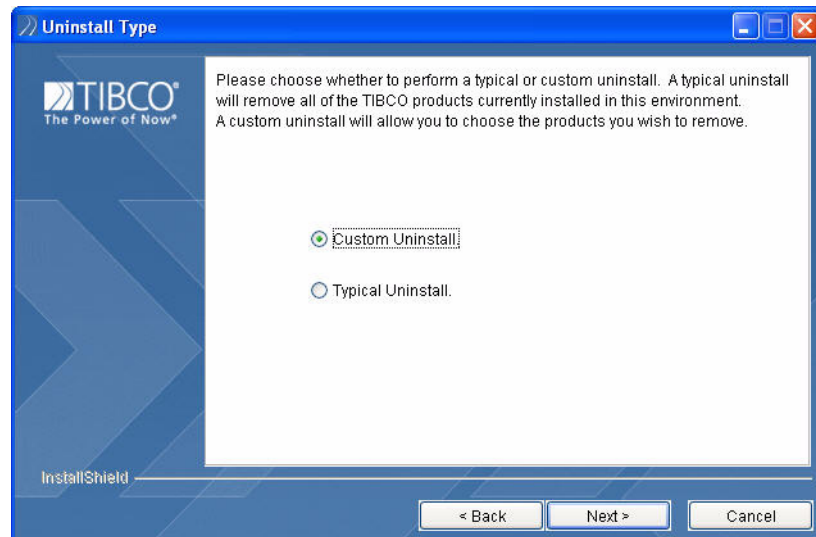 Uninstall Type
TIBCO®
The Power of Now®
Please choose whether to perform a typical or custom uninstall. A typical uninstall
will remove all of the TIBCO products currently installed in this environment.
A custom uninstall will allow you to choose the products you wish to remove.
Custom Uninstall.
Typical Uninstall.
InstallShield
< Back
Next >
Cancel